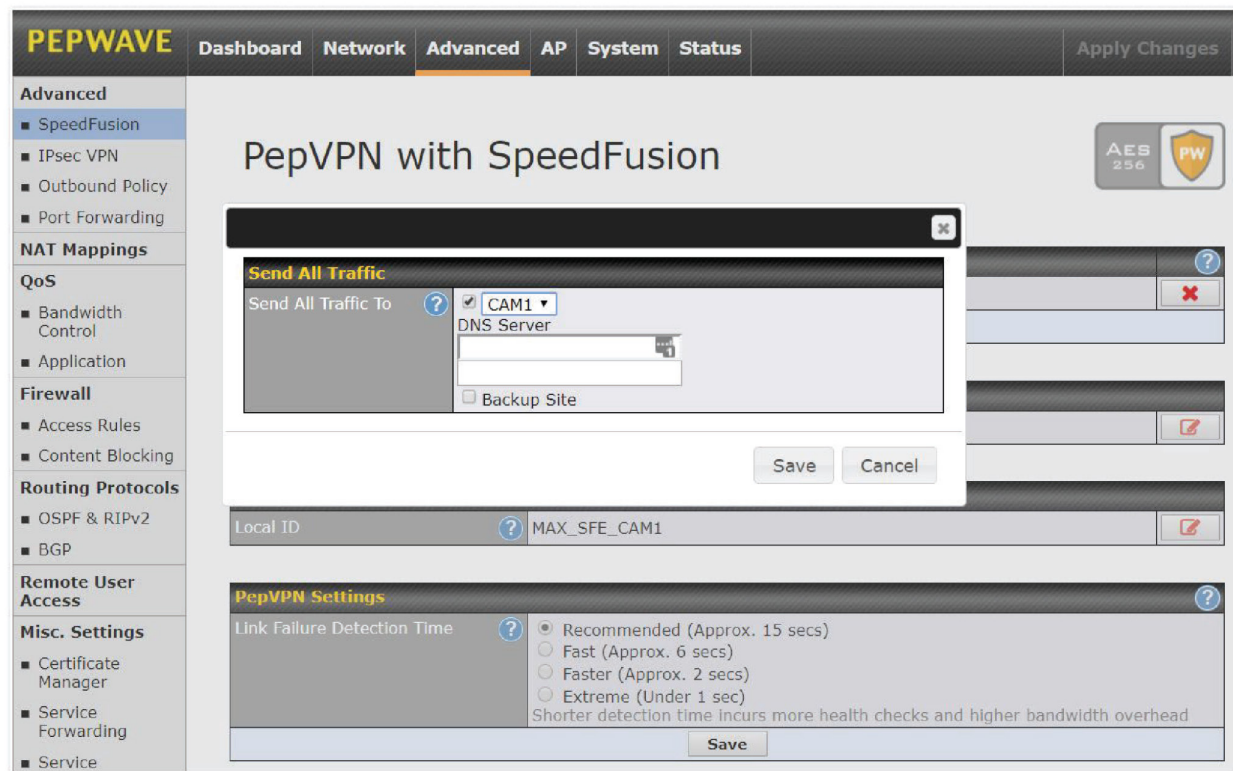 PEPWAVE
Dashboard Network Advanced AP System Status Apply Changes
Advanced
SpeedFusion
IPsec VPN
Outbound Policy
Port Forwarding
NAT Mappings
QoS
Bandwidth
Control
Application
Firewall
Access Rules
Content Blocking
Routing Protocols
OSPF & RIPv2
BGP
Remote User
Access
Misc. Settings
Certificate
Manager
Service
Forwarding
Service
PepVPN with SpeedFusion
AES
256
PW
Send All Traffic
Send All Traffic To ? CAM1
DNS Server
1
Backup Site
Save Cancel
?
Local ID ? MAX_SFE_CAM1
PepVPN Settings ?
Link Failure Detection Time ? Recommended (Approx. 15 secs)
Fast (Approx. 6 secs)
Faster (Approx. 2 secs)
Extreme (Under 1 sec)
Shorter detection time incurs more health checks and higher bandwidth overhead
Save